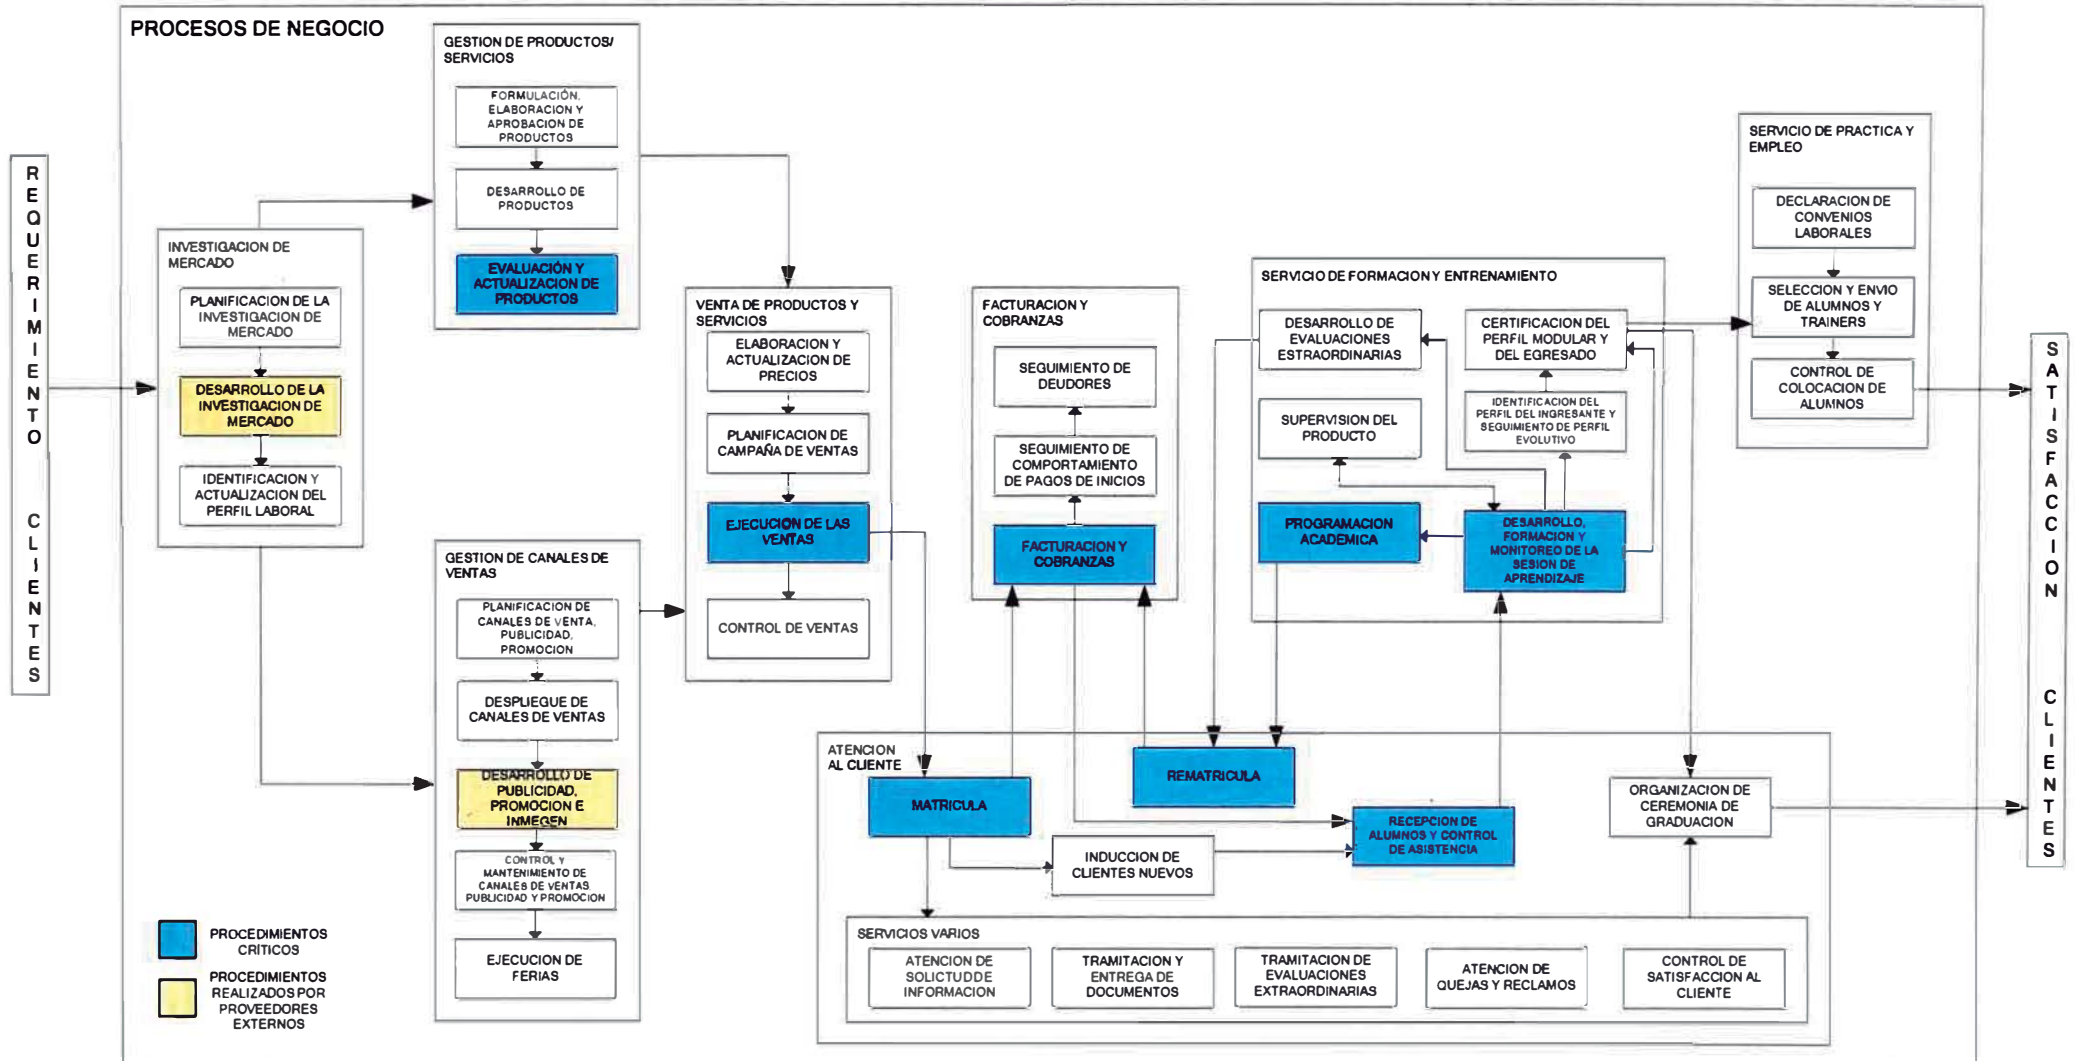 PROCESOS DE NEGOCIO
REQUERIMIENTO CLIENTES
INVESTIGACION DE
MERCADO
PLANIFICACION DE LA
INVESTIGACION DE
MERCADO
DESARROLLO DE LA
INVESTIGACION DE
MERCADO
IDENTIFICACION Y
ACTUALIZACION DEL
PERFIL LABORAL
GESTION DE PRODUCTOS/
SERVICIOS
FORMULACIÓN,
ELABORACION Y
APROBACION DE
PRODUCTOS
DESARROLLO DE
PRODUCTOS
EVALUACIÓN Y
ACTUALIZACION DE
PRODUCTOS
GESTION DE CANALES DE
VENTAS
PLANIFICACION DE
CANALES DE VENTA,
PUBLICIDAD,
PROMOCION
DESPLIEGUE DE
CANALES DE VENTAS
DESARROLLO DE
PUBLICIDAD,
PROMOCION E
INMEGEN
CONTROL Y
MANTENIMIENTO DE
CANALES DE VENTAS
PUBLICIDAD Y PROMOCION
EJECUCION DE
FERIAS
VENTA DE PRODUCTOS Y
SERVICIOS
ELABORACION Y
ACTUALIZACION DE
PRECIOS
PLANIFICACION DE
CAMPAÑA DE VENTAS
EJECUCION DE LAS
VENTAS
CONTROL DE VENTAS
FACTURACION Y
COBRANZAS
SEGUIMIENTO DE
DEUDORES
SEGUIMIENTO DE
COMPORTAMIENTO
DE PAGOS DE INICIOS
FACTURACION Y
COBRANZAS
SERVICIO DE FORMACION Y ENTRENAMIENTO
DESARROLLO DE
EVALUACIONES
ESTRAORDINARIAS
CERTIFICACION DEL
PERFIL MODULAR Y
DEL EGRESADO
SUPERVISION DEL
PRODUCTO
IDENTIFICACION DEL
PERFIL DEL INGRESANTE Y
SEGUIMIENTO DE PERFIL
EVOLUTIVO
PROGRAMACION
ACADEMICA
DESARROLLO,
FORMACION Y
MONITOREO DE LA
SESION DE
APRENDIZAJE
SERVICIO DE PRACTICA Y
EMPLEO
DECLARACION DE
CONVENIOS
LABORALES
SELECCION Y ENVIO
DE ALUMNOS Y
TRAINERS
CONTROL DE
COLOCACION DE
ALUMNOS
ATENCION
AL CLIENTE
MATRICULA
REMATRICULA
INDUCCION DE
CLIENTES NUEVOS
RECEPCION DE
ALUMNOS Y CONTROL
DE ASISTENCIA
ORGANIZACION DE
CEREMONIA DE
GRADUACION
SERVICIOS VARIOS
ATENCION DE
SOLICTUD DE
INFORMACION
TRAMITACION Y
ENTREGA DE
DOCUMENTOS
TRAMITACION DE
EVALUACIONES
EXTRAORDINARIAS
ATENCION DE
QUEJAS Y RECLAMOS
CONTROL DE
SATISFACCION AL
CLIENTE
SATISFACCION CLIENTES
PROCEDIMIENTOS
CRÍTICOS
PROCEDIMIENTOS
REALIZADOS POR
PROVEEDORES
EXTERNOS